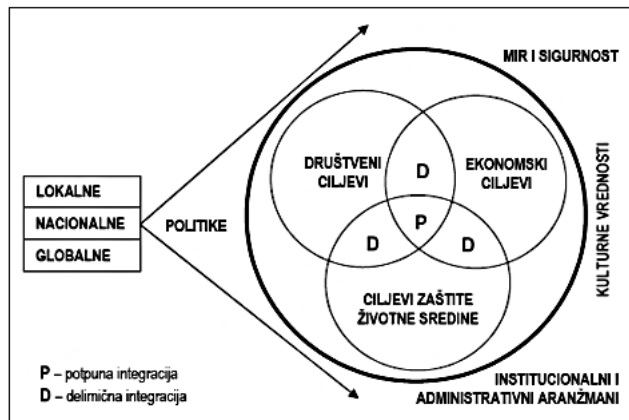 MIR I SIGURNOST
DRUŠTVENI
CILJEVI
D
EKONOMSKI
CILJEVI
LOKALNE
NACIONALNE
GLOBALNE
POLITIKE
P
D
D
CILJEVI ZAŠTITE
ŽIVOTNE SREDINE
KULTURNE VREDNOSTI
P – potpuna integracija
D – delimična integracija
INSTITUCIONALNI I
ADMINISTRATIVNI ARANŽMANI